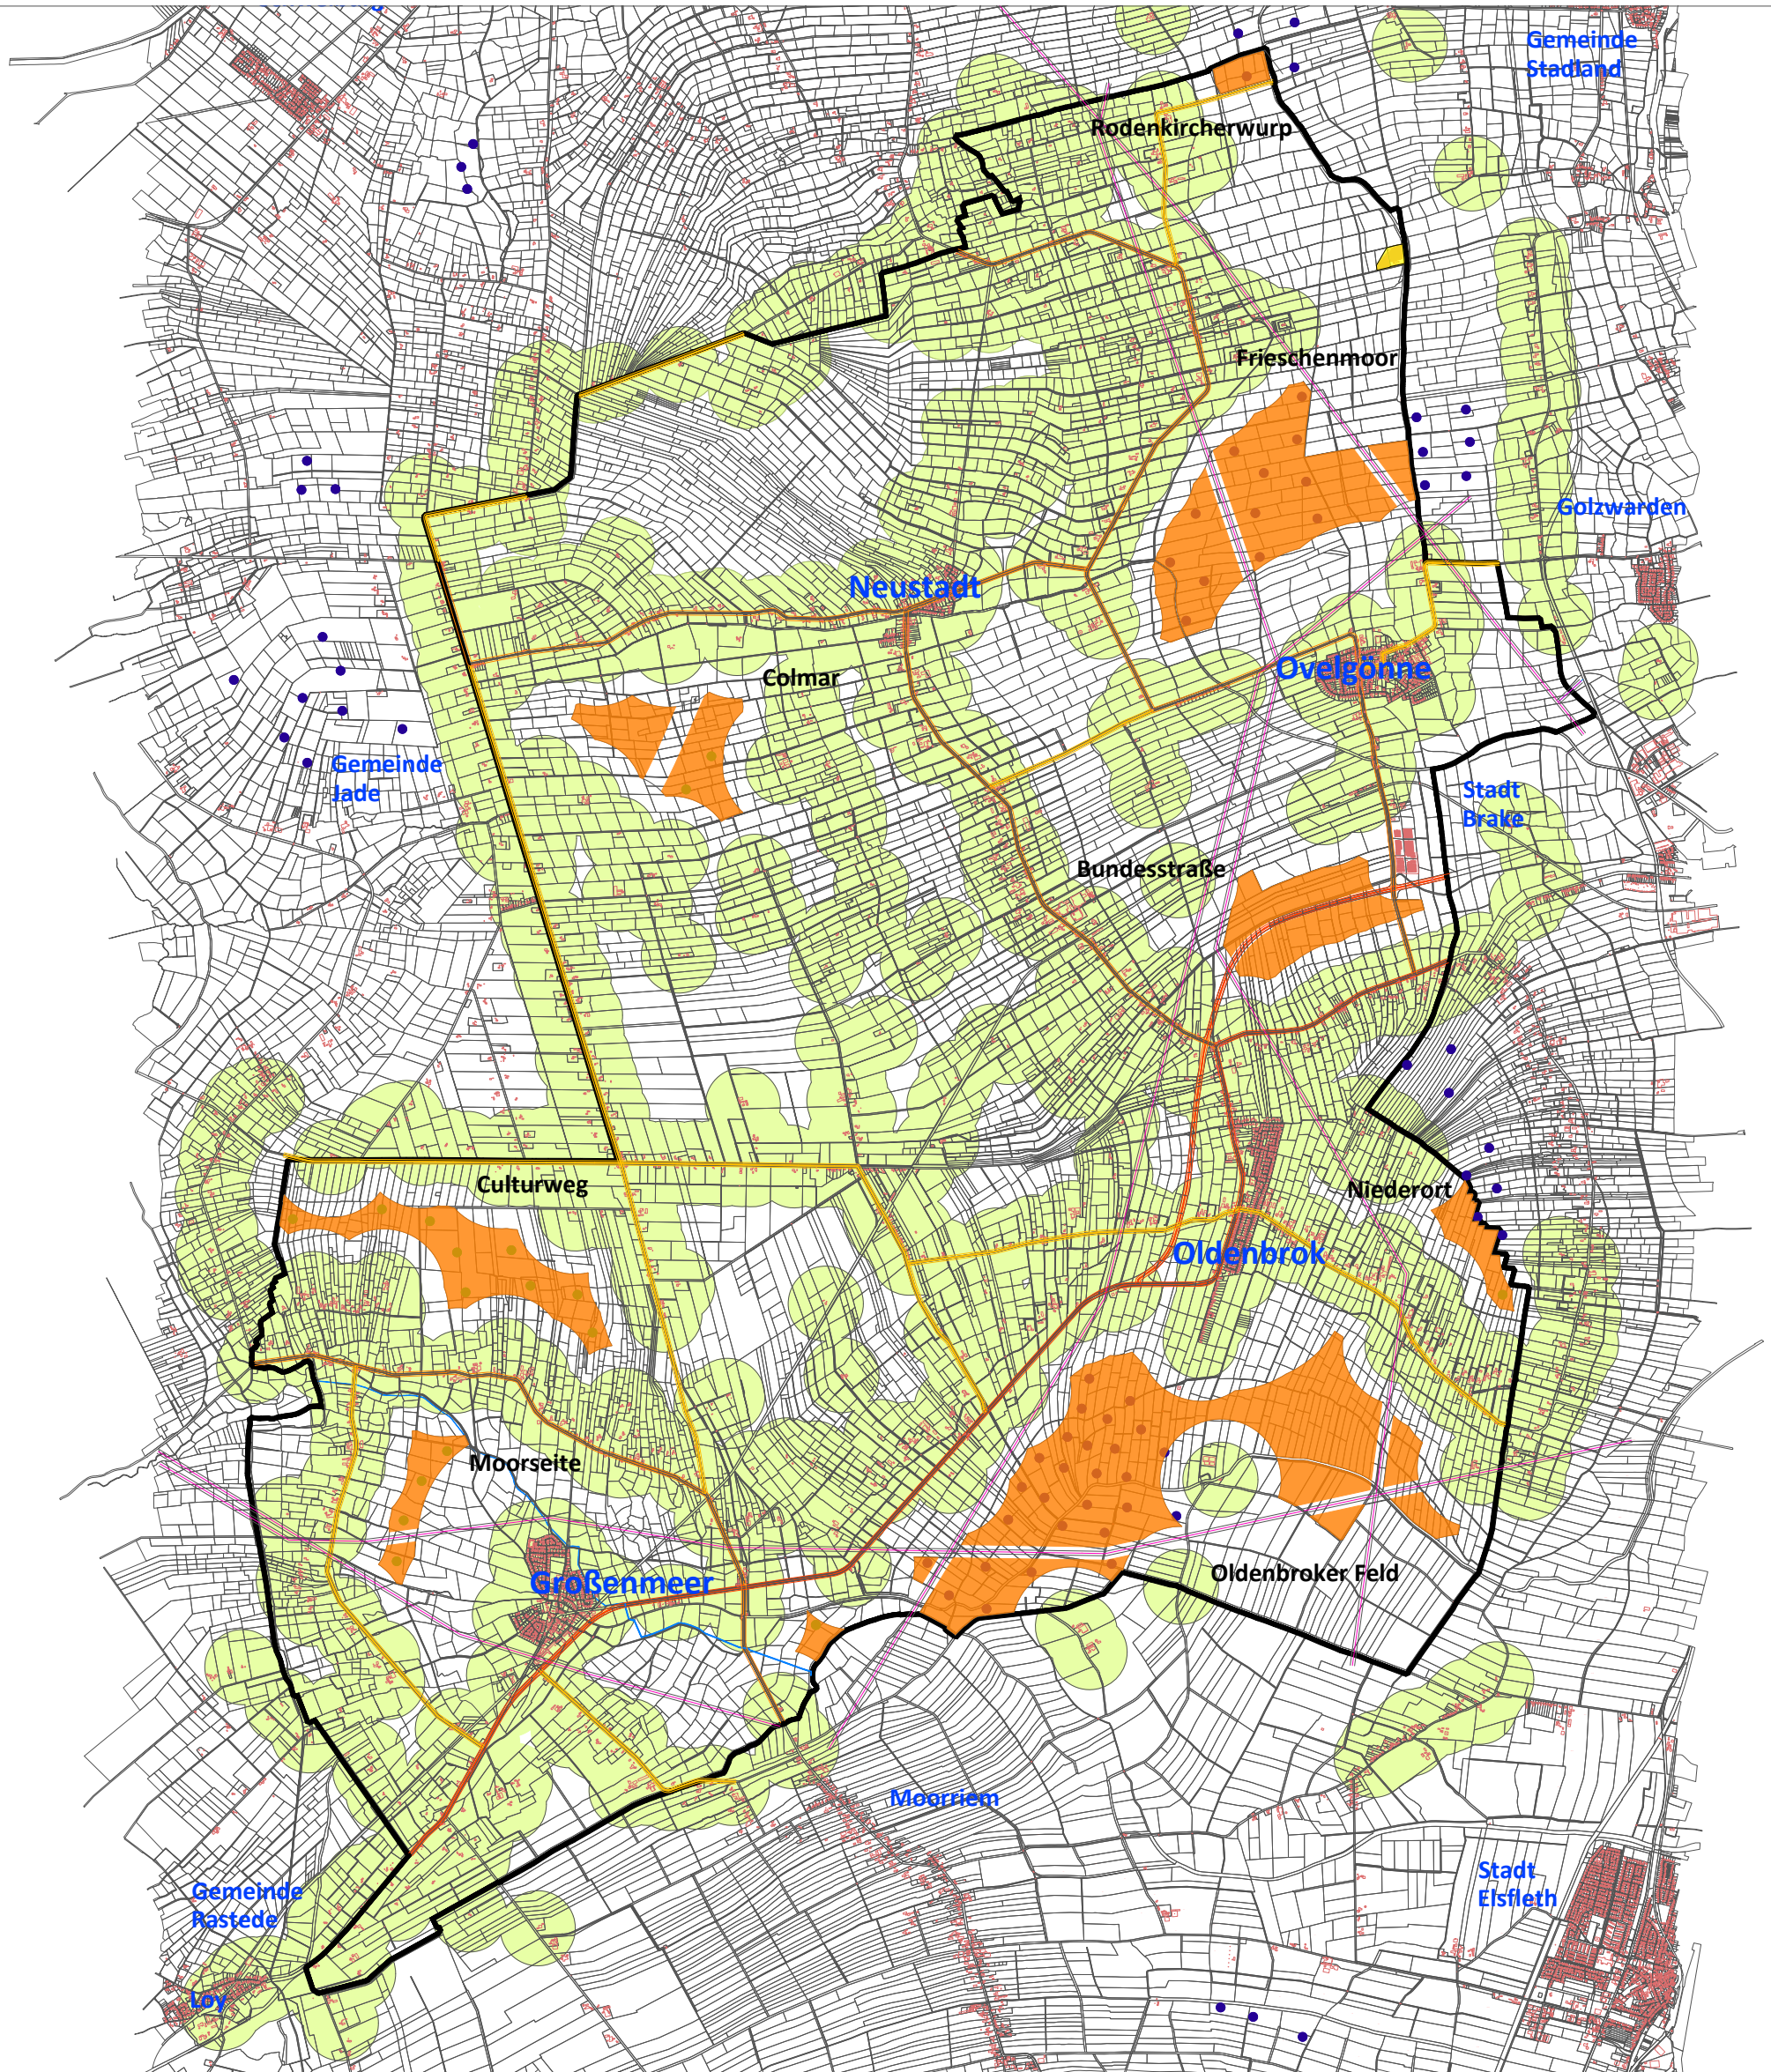 Gemeinde
Stadland
Rodenkircherwurp
Frieschenmoor
Golzwarden
Neustadt
Ovelgönne
Colmar
Gemeinde
Jade
Stadt
Brake
Bundesstraße
Culturweg
Niederort
Oldenbrok
Moorseite
Großenmeer
Oldenbroker Feld
Moorriem
Stadt
Elsfleth
Gemeinde
Rastede
Loy